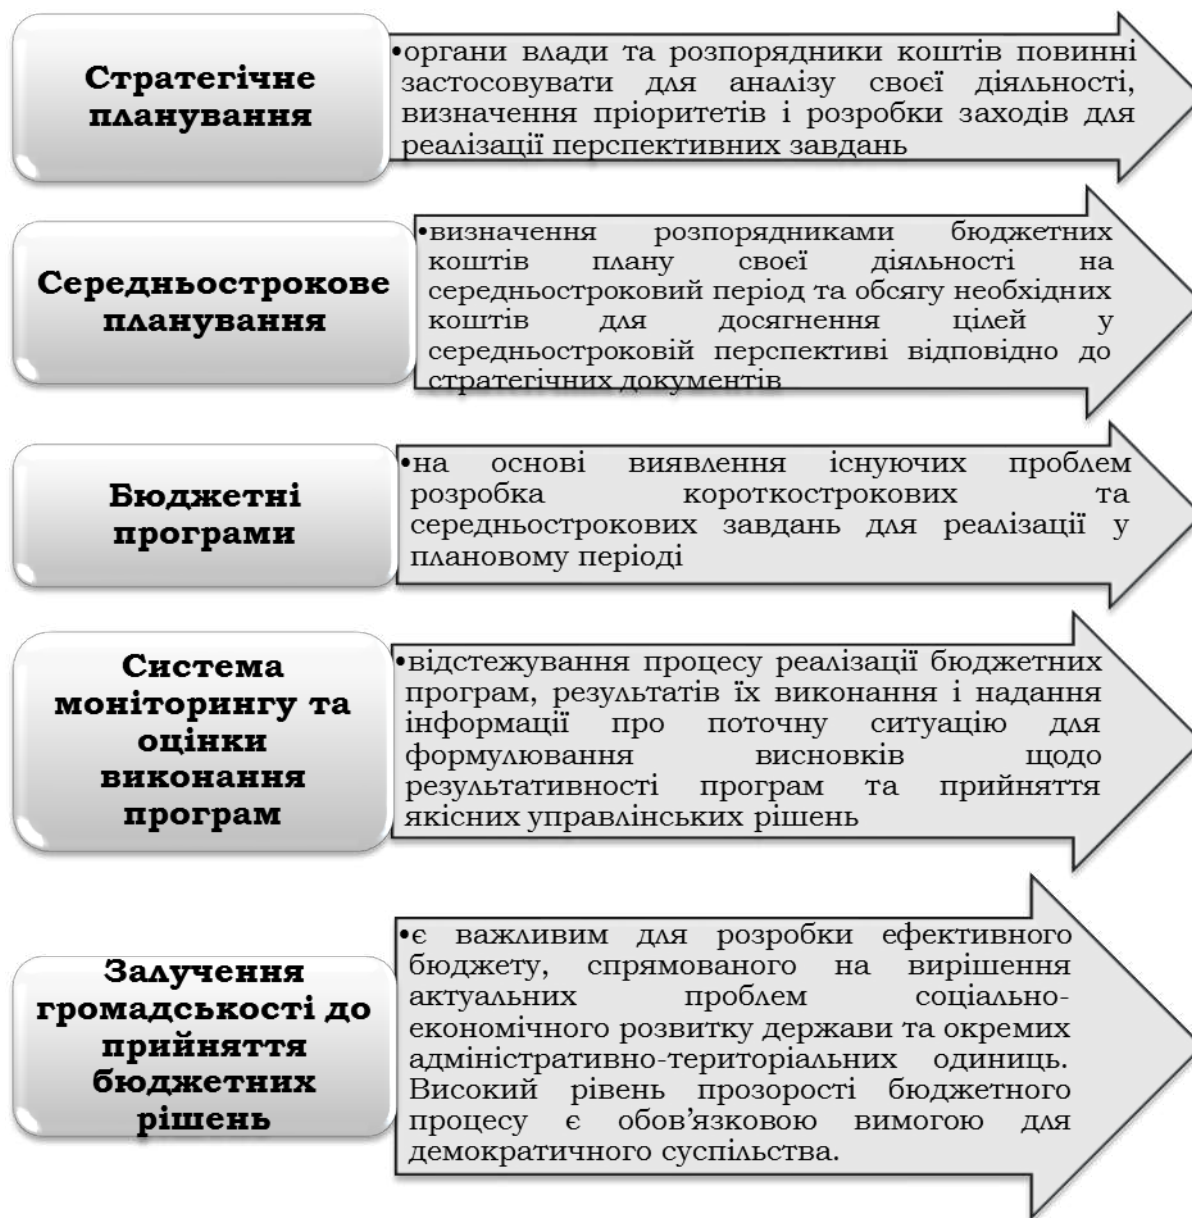 Стратегічне
планування
•органи влади та розпорядники коштів повинні
застосовувати для аналізу своєї діяльності,
визначення пріоритетів і розробки заходів для
реалізації перспективних завдань
Середньострокове
планування
•визначення розпорядниками бюджетних
коштів плану своєї діяльності на
середньостроковий період та обсягу необхідних
коштів для досягнення цілей у
середньостроковій перспективі відповідно до
стратегічних документів
Бюджетні
програми
•на основі виявлення існуючих проблем
розробка короткострокових та
середньострокових завдань для реалізації у
плановому періоді
Система
моніторингу та
оцінки
виконання
програм
•відстежування процесу реалізації бюджетних
програм, результатів їх виконання і надання
інформації про поточну ситуацію для
формулювання висновків щодо
результативності програм та прийняття
якісних управлінських рішень
Залучення
громадськості до
прийняття
бюджетних
рішень
•є важливим для розробки ефективного
бюджету, спрямованого на вирішення
актуальних проблем соціально-
економічного розвитку держави та окремих
адміністративно-територіальних одиниць.
Високий рівень прозорості бюджетного
процесу є обов’язковою вимогою для
демократичного суспільства.